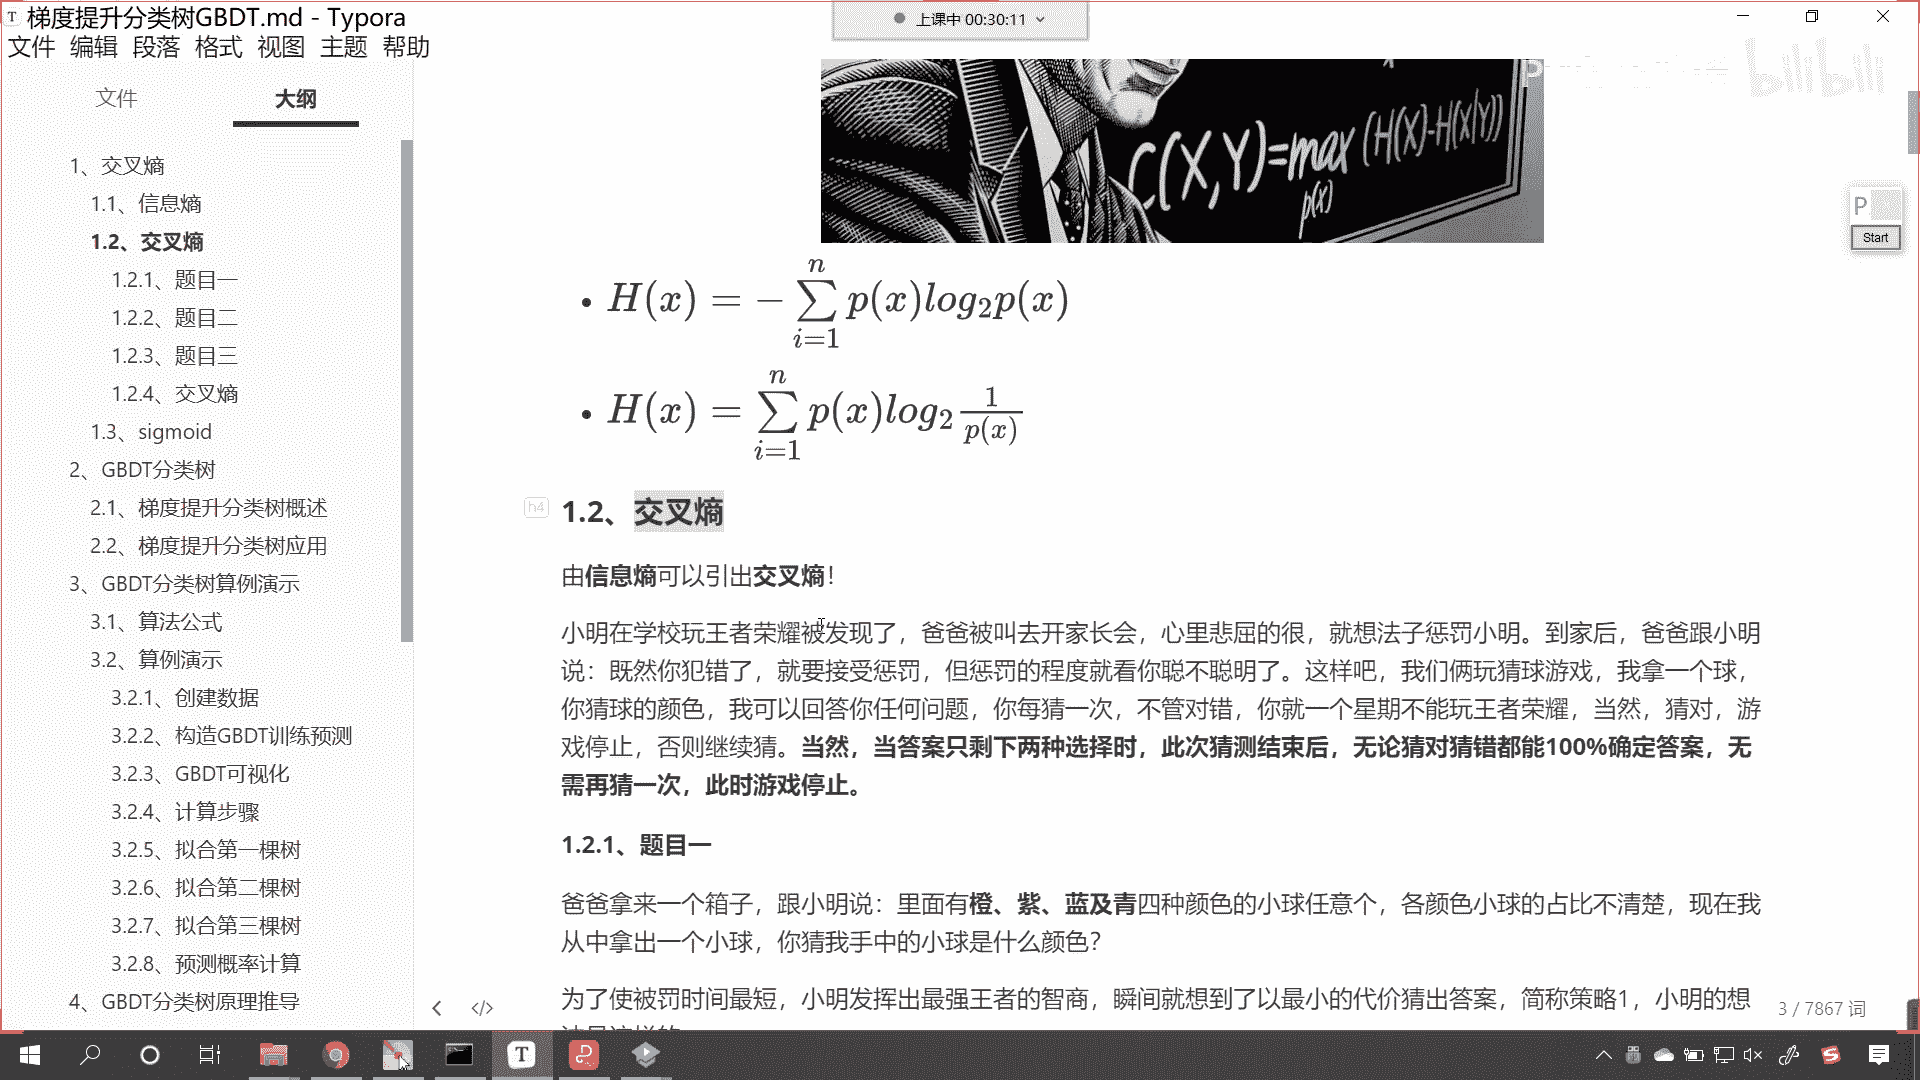 梯度提升分类树GBDT.md - Typora
上课中 00:30:11
文件 编辑 段落 格式 视图 主题 帮助
bilibili
文件 大纲
1、交叉熵
1.1、信息熵
1.2、交叉熵
1.2.1、题目一
1.2.2、题目二
1.2.3、题目三
1.2.4、交叉熵
1.3、sigmoid
2、GBDT分类树
2.1、梯度提升分类树概述
2.2、梯度提升分类树应用
3、GBDT分类树算例演示
3.1、算法公式
3.2、算例演示
3.2.1、创建数据
3.2.2、构造GBDT训练预测
3.2.3、GBDT可视化
3.2.4、计算步骤
3.2.5、拟合第一棵树
3.2.6、拟合第二棵树
3.2.7、拟合第三棵树
3.2.8、预测概率计算
4、GBDT分类树原理推导
C(X,Y)=max (H(X)-H(X|Y))
p(x)
P
Start
• H(x) = −∑_{i=1}^{n} p(x)log₂p(x)
• H(x) = ∑_{i=1}^{n} p(x)log₂ 1/p(x)
h4
1.2、交叉熵
由信息熵可以引出交叉熵！
小明在学校玩王者荣耀被发现了，爸爸被叫去开家长会，心里悲屈的很，就想法子惩罚小明。到家后，爸爸跟小明
说：既然你犯错了，就要接受惩罚，但惩罚的程度就看你聪不聪明了。这样吧，我们俩玩猜球游戏，我拿一个球，
你猜球的颜色，我可以回答你任何问题，你每猜一次，不管对错，你就一个星期不能玩王者荣耀，当然，猜对，游
戏停止，否则继续猜。当然，当答案只剩下两种选择时，此次猜测结束后，无论猜对猜错都能100%确定答案，无
需再猜一次，此时游戏停止。
1.2.1、题目一
爸爸拿来一个箱子，跟小明说：里面有橙、紫、蓝及青四种颜色的小球任意个，各颜色小球的占比不清楚，现在我
从中拿出一个小球，你猜我手中的小球是什么颜色？
为了使被罚时间最短，小明发挥出最强王者的智商，瞬间就想到了以最小的代价猜出答案，简称策略1，小明的想
3 / 7867 词